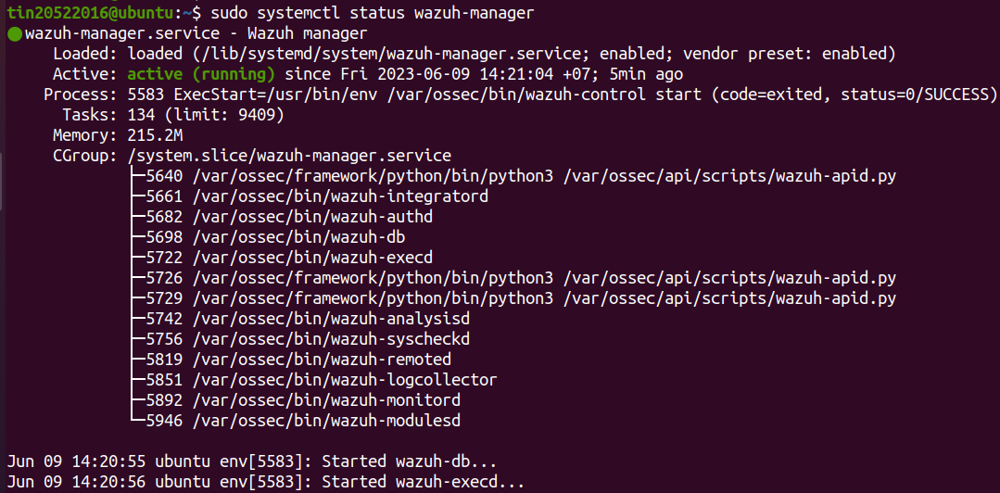 tin20522016@ubuntu:~$ sudo systemctl status wazuh-manager
wazuh-manager.service - Wazuh manager
Loaded: loaded (/lib/systemd/system/wazuh-manager.service; enabled; vendor preset: enabled)
Active: active (running) since Fri 2023-06-09 14:21:04 +07; 5min ago
Process: 5583 ExecStart=/usr/bin/env /var/ossec/bin/wazuh-control start (code=exited, status=0/SUCCESS)
Tasks: 134 (limit: 9409)
Memory: 215.2M
CGroup: /system.slice/wazuh-manager.service
├─5640 /var/ossec/framework/python/bin/python3 /var/ossec/api/scripts/wazuh-apid.py
├─5661 /var/ossec/bin/wazuh-integratord
├─5682 /var/ossec/bin/wazuh-authd
├─5698 /var/ossec/bin/wazuh-db
├─5722 /var/ossec/bin/wazuh-execd
├─5726 /var/ossec/framework/python/bin/python3 /var/ossec/api/scripts/wazuh-apid.py
├─5729 /var/ossec/framework/python/bin/python3 /var/ossec/api/scripts/wazuh-apid.py
├─5742 /var/ossec/bin/wazuh-analysisd
├─5756 /var/ossec/bin/wazuh-syscheckd
├─5819 /var/ossec/bin/wazuh-remoted
├─5851 /var/ossec/bin/wazuh-logcollector
├─5892 /var/ossec/bin/wazuh-monitord
└─5946 /var/ossec/bin/wazuh-modulesd
Jun 09 14:20:55 ubuntu env[5583]: Started wazuh-db...
Jun 09 14:20:56 ubuntu env[5583]: Started wazuh-execd...